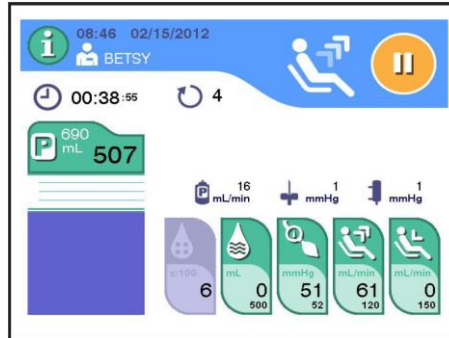 i 08:46 02/15/2012
BETSY
00:38:55 4
P 690 mL 507
P 16 mL/min 1 mmHg 1 mmHg
x:100 6
mL 0 500
mmHg 51 52
mL/min 61 120
mL/min 0 150